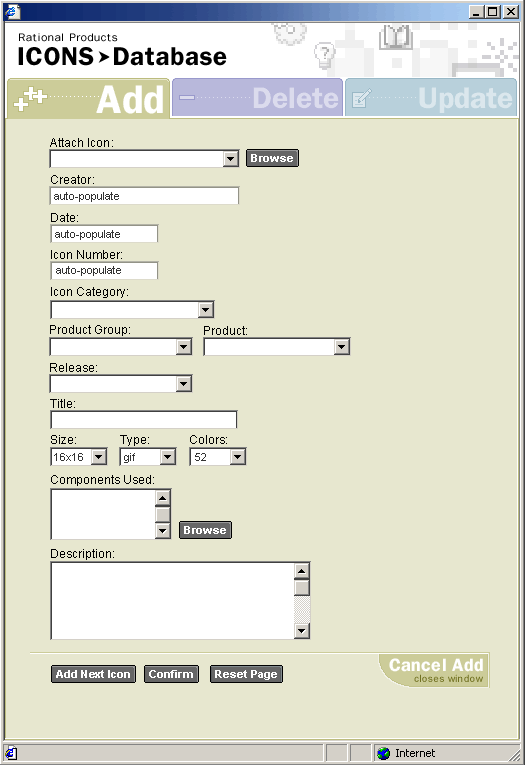 Rational Products
ICONS>Database
Add
Delete
Update
Attach Icon:
Browse
Creator:
auto-populate
Date:
auto-populate
Icon Number:
auto-populate
Icon Category:
Product Group: Product:
Release:
Title:
Size: Type: Colors:
16x16 gif 52
Components Used:
Browse
Description:
Cancel Add
closes window
Add Next Icon Confirm Reset Page
Internet